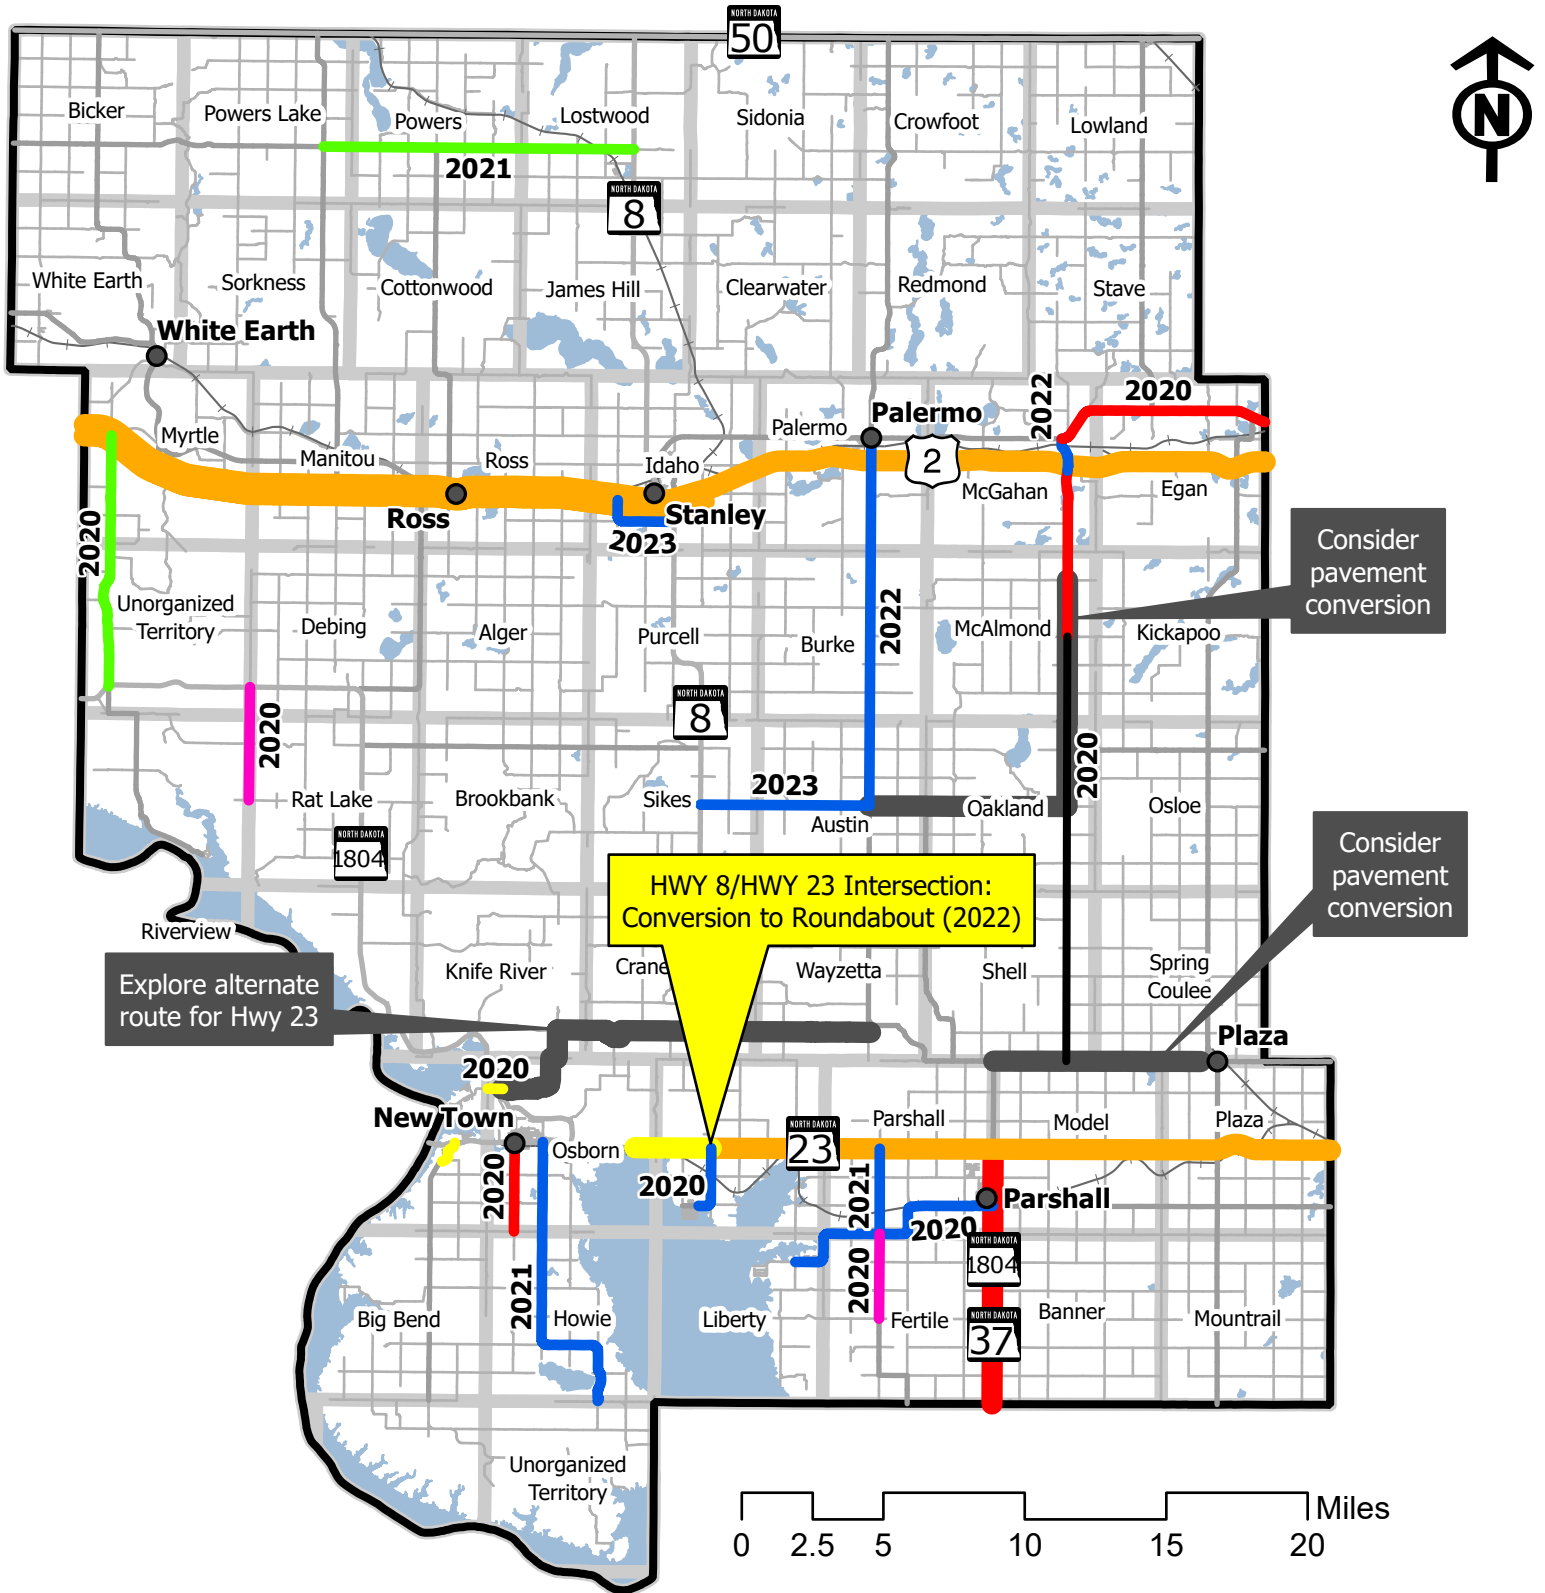 NORTH DAKOTA
50
N
Bicker
Powers Lake
Powers
Lostwood
Sidonia
Crowfoot
Lowland
2021
NORTH DAKOTA
8
White Earth
Sorkness
Cottonwood
James Hill
Clearwater
Redmond
Stave
White Earth
2022
2020
Palermo
Palermo
Myrtle
Manitou
Ross
Idaho
2
McGahan
Egan
Ross
Stanley
2023
2020
Consider
pavement
conversion
Unorganized
Territory
Debing
Alger
Purcell
Burke
2022
McAlmond
Kickapoo
2020
NORTH DAKOTA
8
2020
2023
Rat Lake
Brookbank
Sikes
Austin
Oakland
Osloe
NORTH DAKOTA
1804
Consider
pavement
conversion
HWY 8/HWY 23 Intersection:
Conversion to Roundabout (2022)
Riverview
Knife River
Crane
Wayzetta
Shell
Spring
Coulee
Explore alternate
route for Hwy 23
Plaza
2020
New Town
Osborn
NORTH DAKOTA
23
Parshall
Model
Plaza
2020
2020
2021
Parshall
2020
NORTH DAKOTA
1804
2020
2021
Big Bend
Howie
Liberty
Fertile
NORTH DAKOTA
37
Banner
Mountrail
Unorganized
Territory
Miles
0 2.5 5 10 15 20